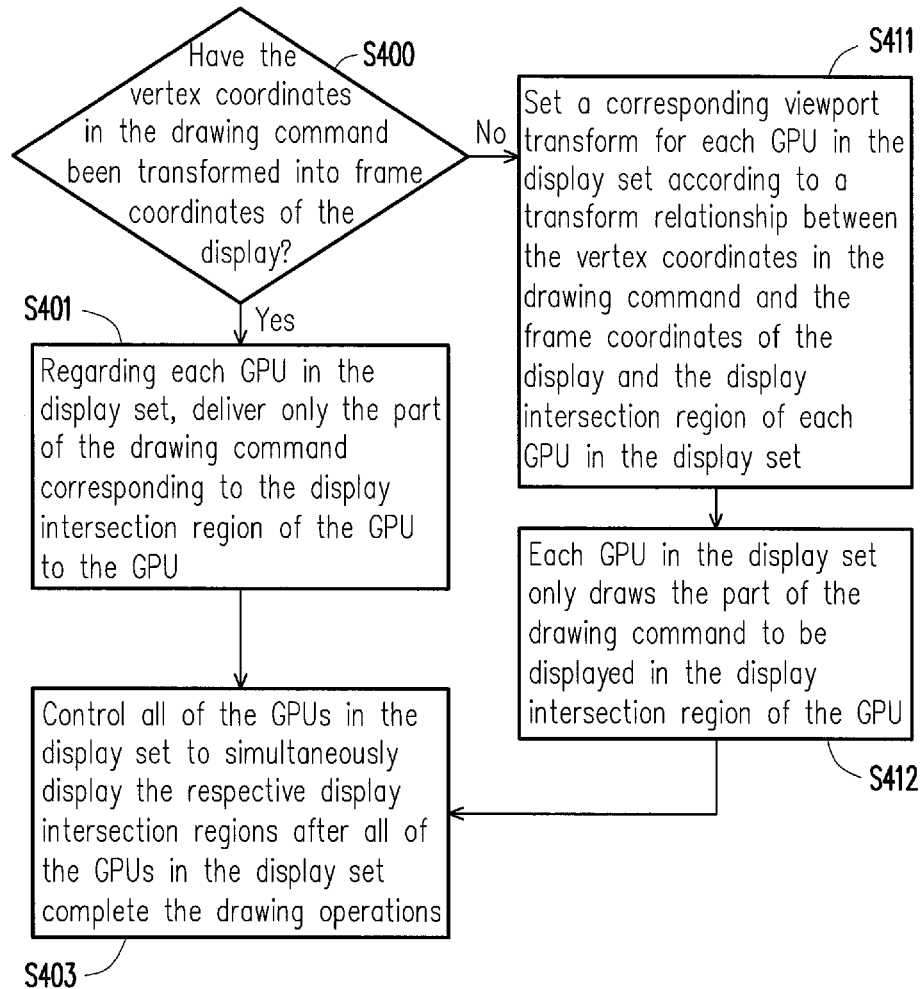 Have the
vertex coordinates
in the drawing command
been transformed into frame
coordinates of the
display?
S400
No
Yes
S411
Set a corresponding viewport
transform for each GPU in the
display set according to a
transform relationship between
the vertex coordinates in the
drawing command and the
frame coordinates of the
display and the display
intersection region of each
GPU in the display set
S401
Regarding each GPU in the
display set, deliver only the part
of the drawing command
corresponding to the display
intersection region of the GPU
to the GPU
Each GPU in the display set
only draws the part of the
drawing command to be
displayed in the display
intersection region of the GPU
S412
Control all of the GPUs in the
display set to simultaneously
display the respective display
intersection regions after all of
the GPUs in the display set
complete the drawing operations
S403